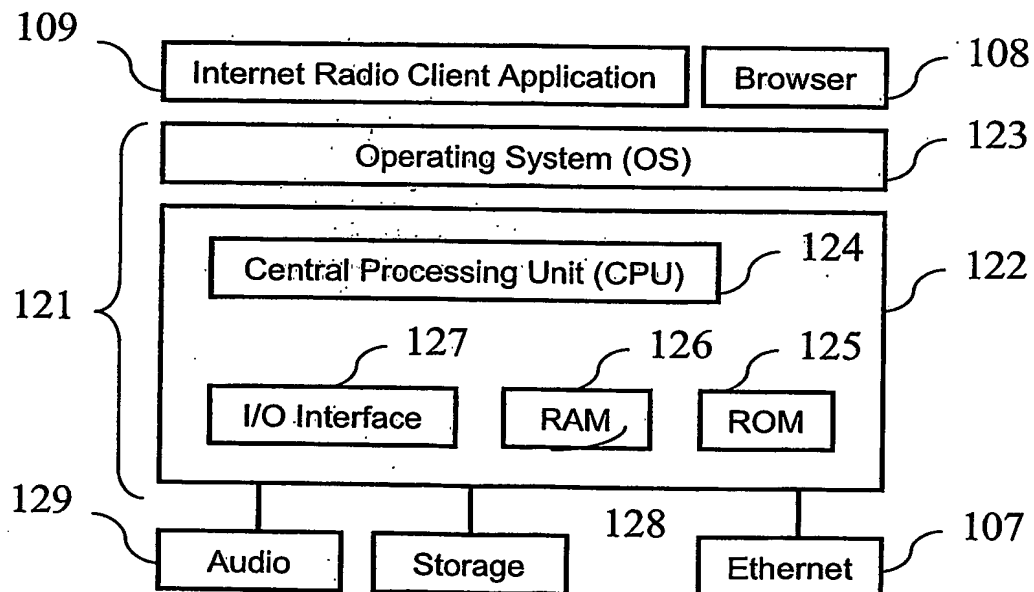 109
Internet Radio Client Application
Browser
108
Operating System (OS)
123
Central Processing Unit (CPU)
124
122
121
127
126
125
I/O Interface
RAM
ROM
129
128
107
Audio
Storage
Ethernet